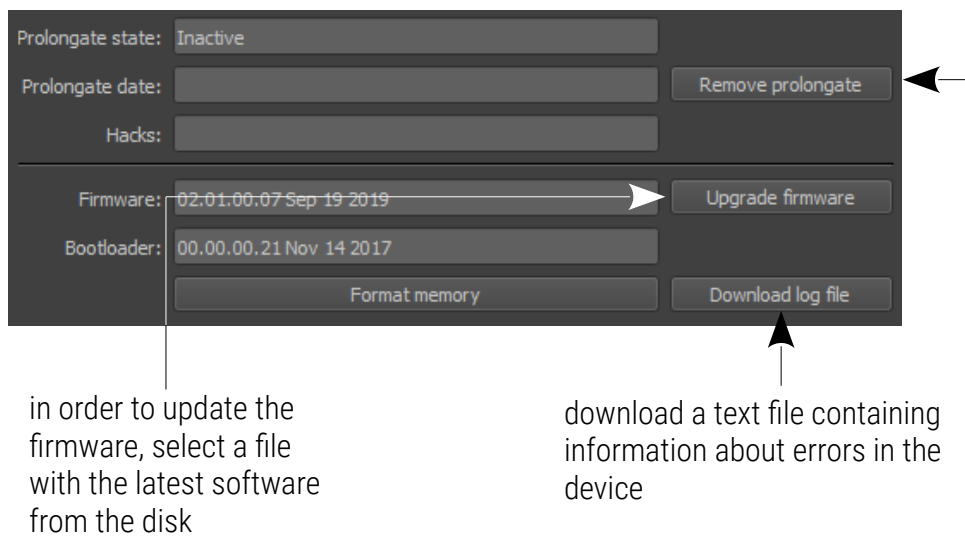 Prolongate state: Inactive
Prolongate date: Remove prolongate
Hacks:
Firmware: 02.01.00.07 Sep 19 2019 Upgrade firmware
Bootloader: 00.00.00.21 Nov 14 2017
Format memory Download log file
in order to update the
firmware, select a file
with the latest software
from the disk
download a text file containing
information about errors in the
device